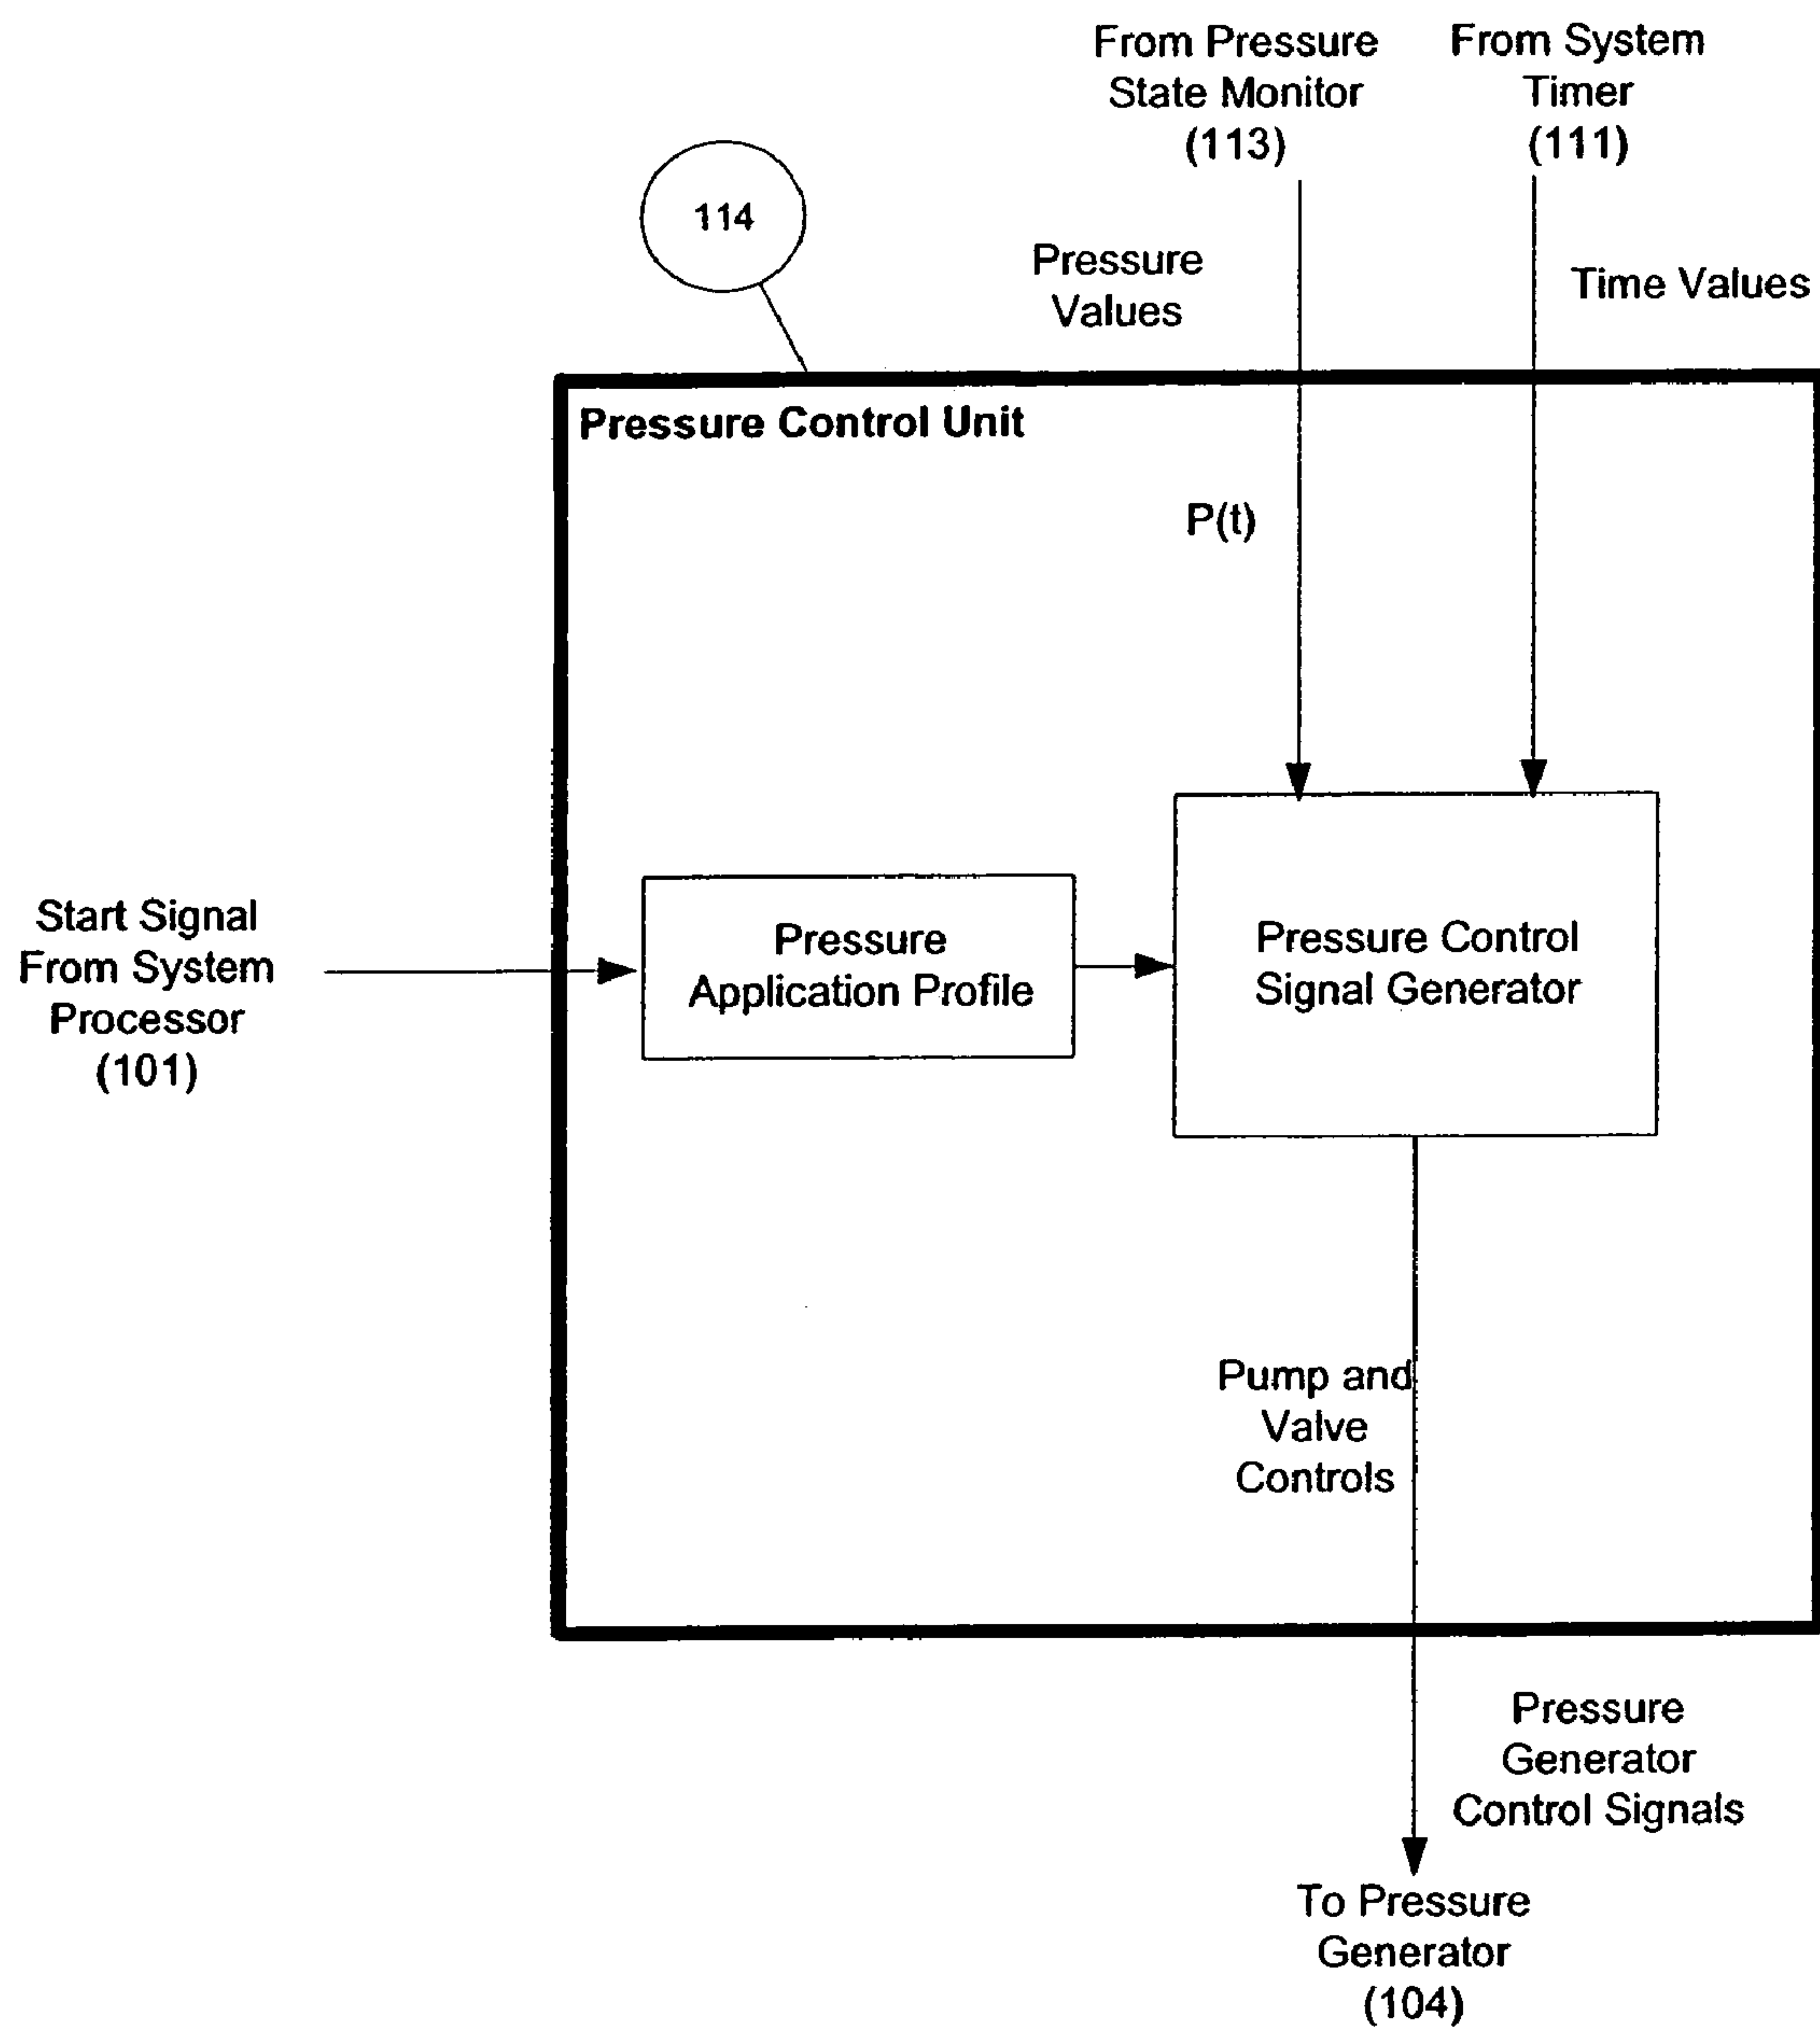 From Pressure
State Monitor
(113)
From System
Timer
(111)
114
Pressure
Values
Time Values
Pressure Control Unit
P(t)
Start Signal
From System
Processor
(101)
Pressure
Application Profile
Pressure Control
Signal Generator
Pump and
Valve
Controls
Pressure
Generator
Control Signals
To Pressure
Generator
(104)